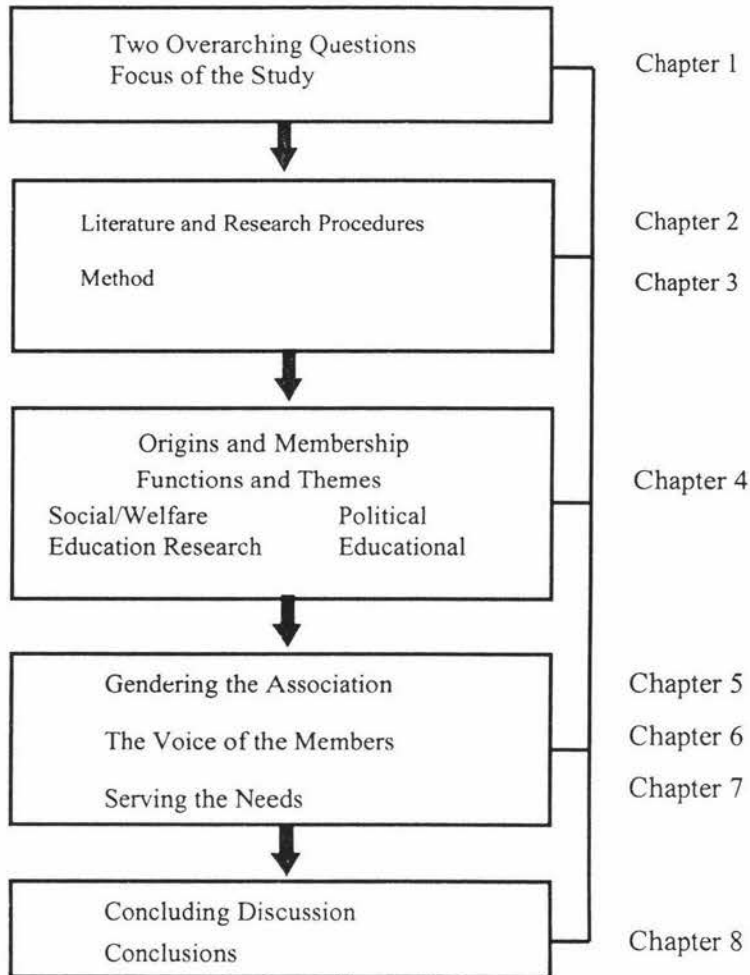 Two Overarching Questions
Focus of the Study
Chapter 1
Literature and Research Procedures
Chapter 2
Method
Chapter 3
Origins and Membership
Functions and Themes
Chapter 4
Social/Welfare Political
Education Research Educational
Gendering the Association
Chapter 5
The Voice of the Members
Chapter 6
Serving the Needs
Chapter 7
Concluding Discussion
Conclusions
Chapter 8